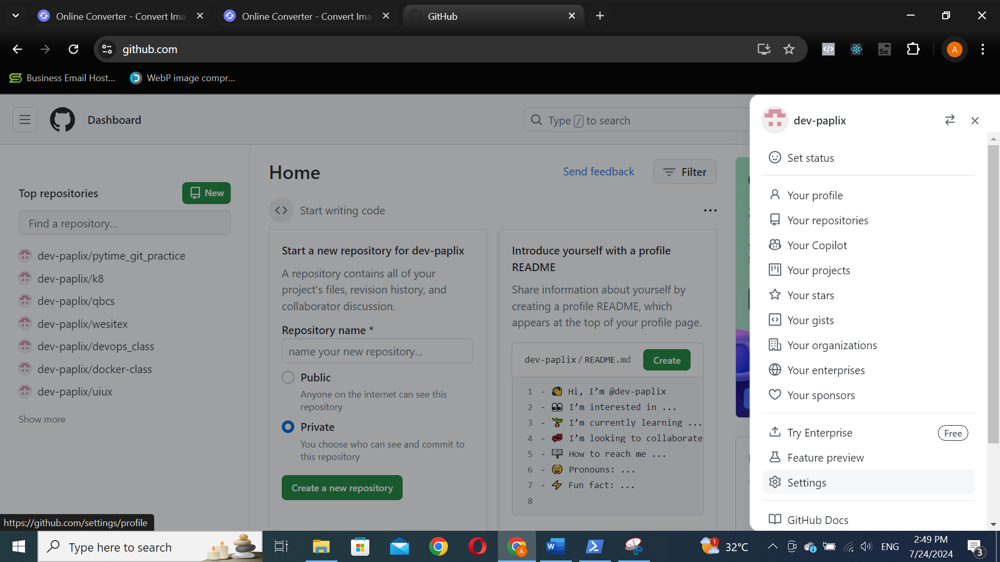 Online Converter - Convert Ima
Online Converter - Convert Ima
GitHub
github.com
Se
A
Business Email Host...
WebP image compr...
Dashboard
Type / to search
dev-paplix
Set status
Your profile
Your repositories
Your Copilot
Your projects
Your stars
Your gists
Your organizations
Your enterprises
Your sponsors
Try Enterprise
Free
Feature preview
Settings
GitHub Docs
Top repositories
New
Find a repository...
dev-paplix/pytime_git_practice
dev-paplix/k8
dev-paplix/qbcs
dev-paplix/wesitex
dev-paplix/devops_class
dev-paplix/docker-class
dev-paplix/uiux
Show more
Home
Send feedback
Filter
Start writing code
Start a new repository for dev-paplix
A repository contains all of your
project's files, revision history, and
collaborator discussion.
Repository name *
name your new repository...
Public
Anyone on the internet can see this
repository
Private
You choose who can see and commit to
this repository
Create a new repository
Introduce yourself with a profile
README
Share information about yourself by
creating a profile README, which
appears at the top of your profile page.
dev-paplix / README.md
Create
1 - 👋 Hi, I’m @dev-paplix
2 - 👀 I’m interested in ...
3 - 🌱 I’m currently learning ...
4 - 💞️ I’m looking to collaborate
5 - 📫 How to reach me ...
6 - 😄 Pronouns: ...
7 - ⚡ Fun fact: ...
8
https://github.com/settings/profile
Type here to search
A
W
1
32°C
ENG
2:49 PM
7/24/2024
3